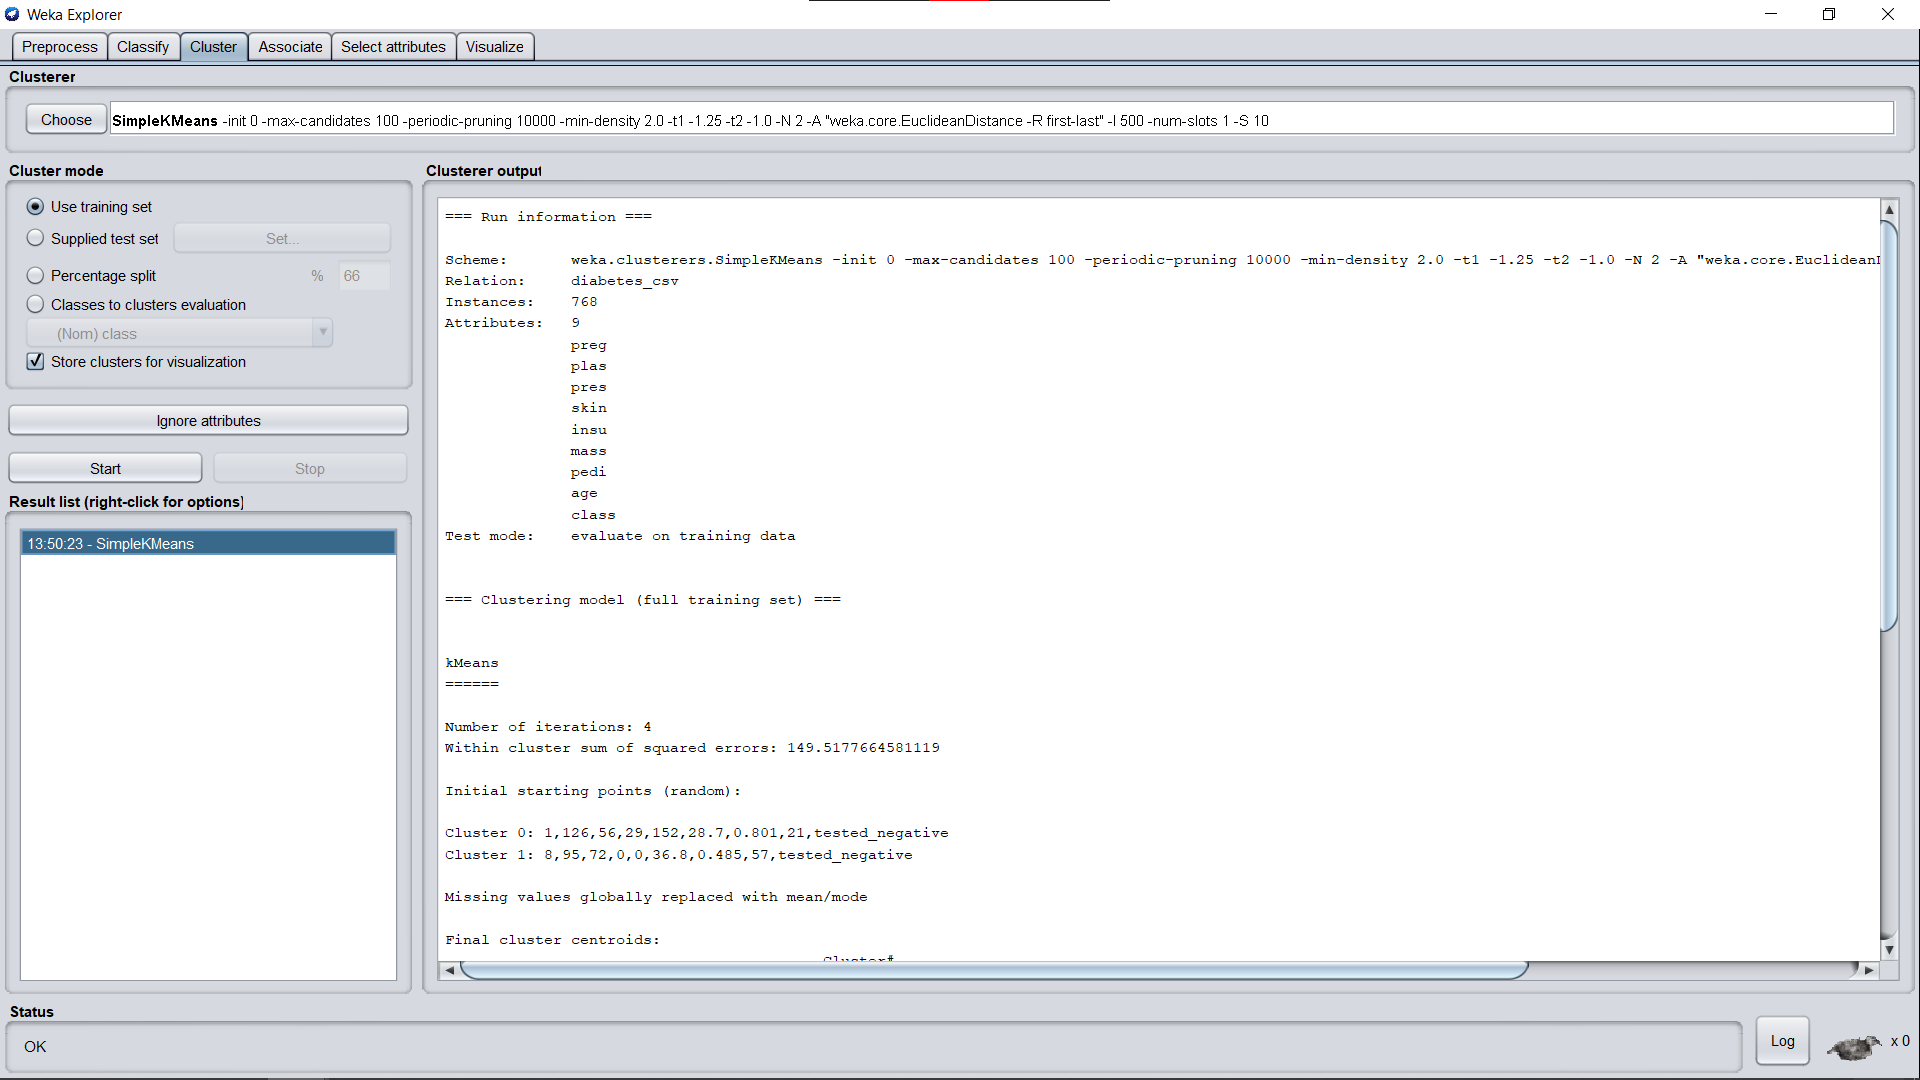 Weka Explorer
Preprocess Classify Cluster Associate Select attributes Visualize
Clusterer
Choose SimpleKMeans -init 0 -max-candidates 100 -periodic-pruning 10000 -min-density 2.0 -t1 -1.25 -t2 -1.0 -N 2 -A "weka.core.EuclideanDistance -R first-last" -I 500 -num-slots 1 -S 10
Cluster mode
Use training set
Supplied test set Set...
Percentage split % 66
Classes to clusters evaluation
(Nom) class
Store clusters for visualization
Ignore attributes
Start Stop
Result list (right-click for options)
13:50:23 - SimpleKMeans
Clusterer output
=== Run information ===
Scheme: weka.clusterers.SimpleKMeans -init 0 -max-candidates 100 -periodic-pruning 10000 -min-density 2.0 -t1 -1.25 -t2 -1.0 -N 2 -A "weka.core.Euclidean
Relation: diabetes_csv
Instances: 768
Attributes: 9
preg
plas
pres
skin
insu
mass
pedi
age
class
Test mode: evaluate on training data
=== Clustering model (full training set) ===
kMeans
======
Number of iterations: 4
Within cluster sum of squared errors: 149.5177664581119
Initial starting points (random):
Cluster 0: 1,126,56,29,152,28.7,0.801,21,tested_negative
Cluster 1: 8,95,72,0,0,36.8,0.485,57,tested_negative
Missing values globally replaced with mean/mode
Final cluster centroids:
Cluster#
Status
OK
Log x 0